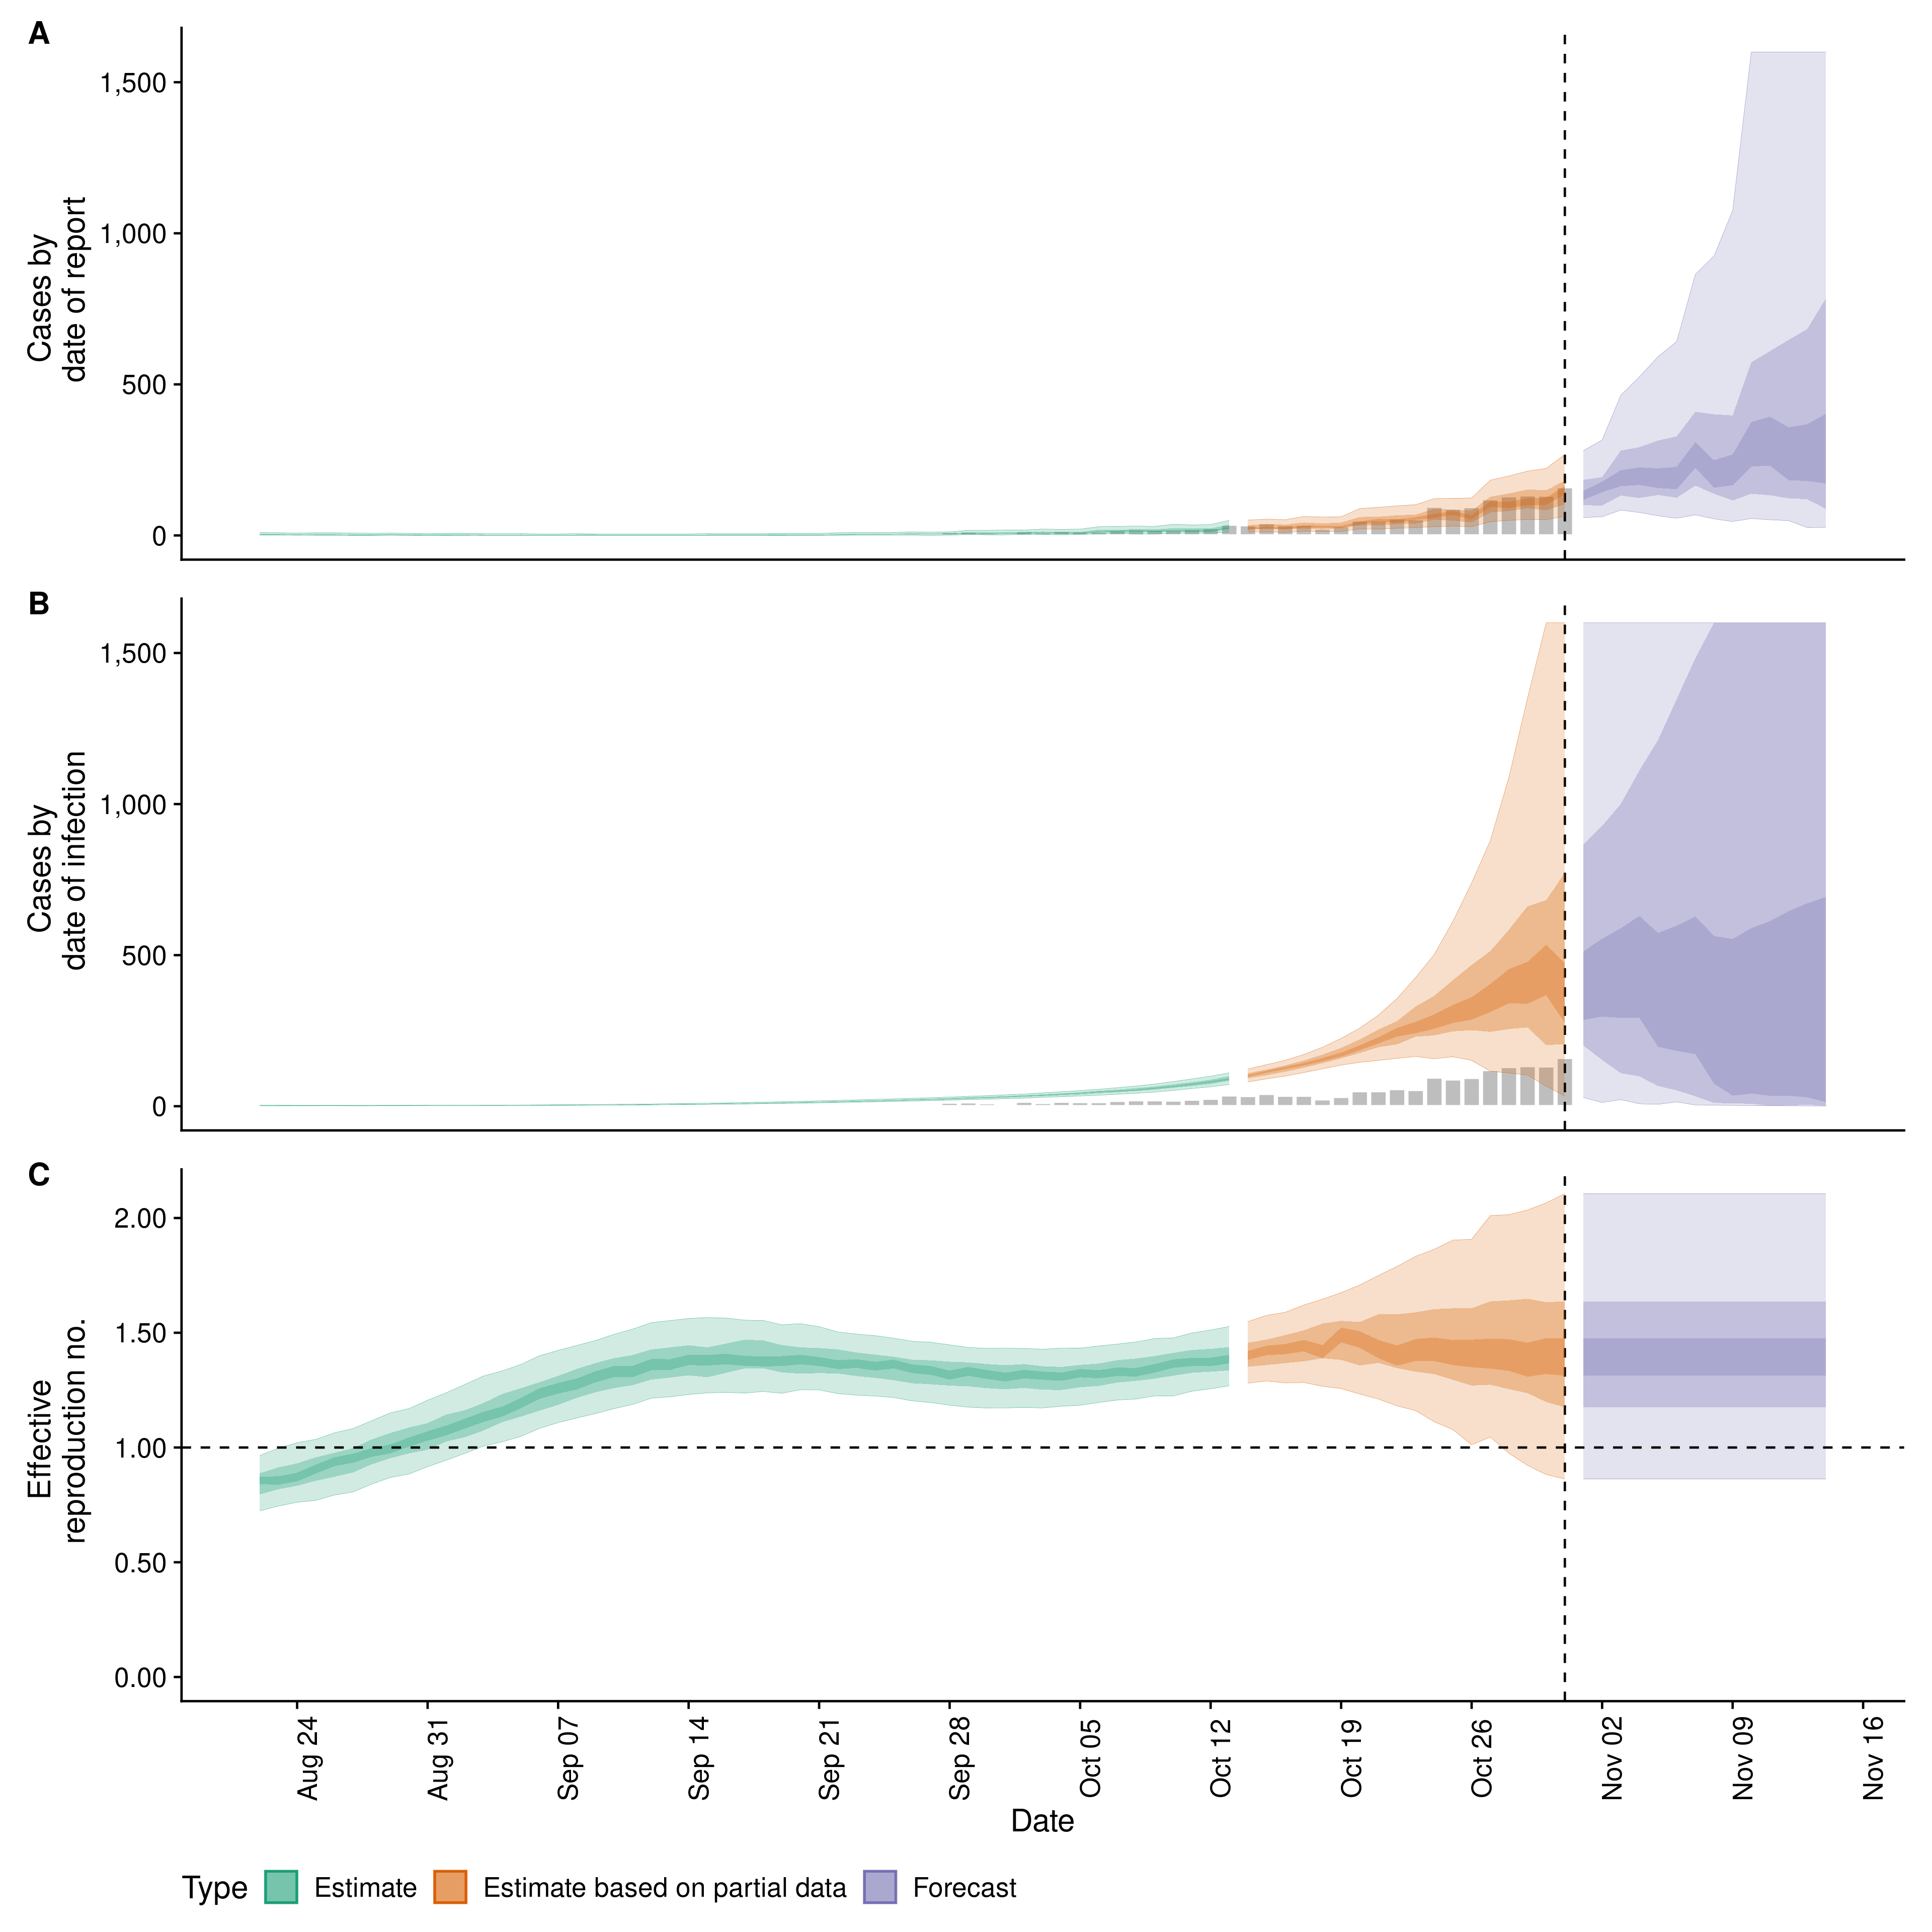 A
1,500
1,000
500
0
Cases by
date of report
B
1,500
1,000
500
0
Cases by
date of infection
C
2.00
1.50
1.00
0.50
0.00
Effective
reproduction no.
Aug 24
Aug 31
Sep 07
Sep 14
Sep 21
Sep 28
Oct 05
Oct 12
Oct 19
Oct 26
Nov 02
Nov 09
Nov 16
Date
Type Estimate Estimate based on partial data Forecast